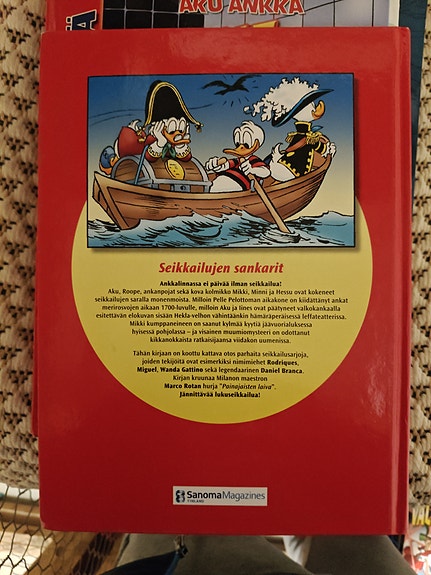 AKU ANKKA
Seikkailujen sankarit
Ankkalinnassa ei päivää ilman seikkailua!
Aku, Roope, ankanpojat sekä kova kolmikko Mikki, Minni ja Hessu ovat kokeneet
seikkailujen saralla monenmoista. Milloin Pelle Pelottoman aikakone on kiidättänyt ankat
merirosvojen aikaan 1700-luvulle, milloin Aku ja Iines ovat päätyneet valkokankaalla
esitettävän elokuvan sisään Hekla-velhon vähintäänkin hämäräperäisessä leffateatterissa.
Mikki kumppaneineen on saanut kylmää kyytiä jäävuorialuksessa
hyisessä pohjolassa – ja visainen muumiomysteeri on odottanut
kikkanokkaista ratkaisijaansa viidakon uumenissa.
Tähän kirjaan on koottu kattava otos parhaita seikkailusarjoja,
joiden tekijöitä ovat esimerkiksi nimimiehet Rodriques,
Miguel, Wanda Gattino sekä legendaarinen Daniel Branca.
Kirjan kruunaa Milanon maestron
Marco Rotan hurja "Painajaisten laiva".
Jännittävää lukuseikkailua!
SanomaMagazines
FINLAND